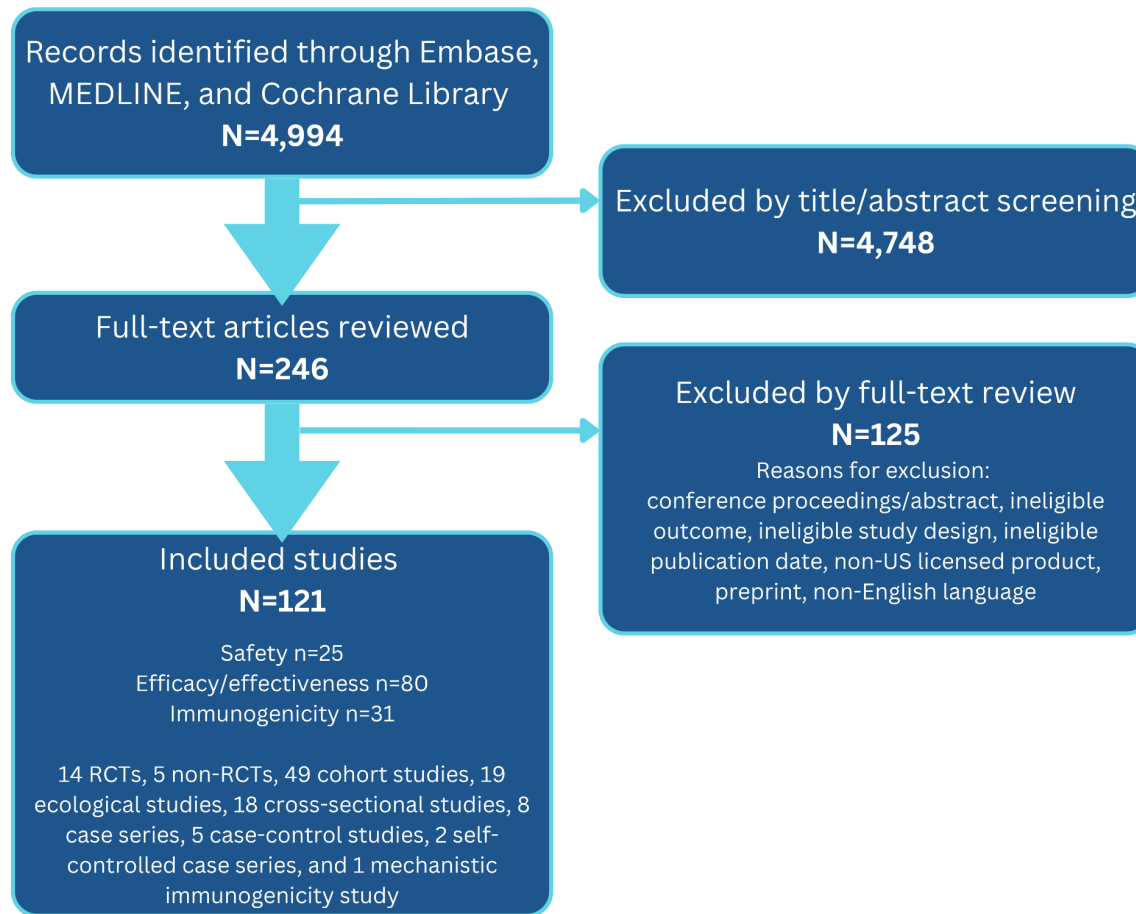 Records identified through Embase,
MEDLINE, and Cochrane Library
N=4,994
Excluded by title/abstract screening
N=4,748
Full-text articles reviewed
N=246
Excluded by full-text review
N=125
Reasons for exclusion:
conference proceedings/abstract, ineligible
outcome, ineligible study design, ineligible
publication date, non-US licensed product,
preprint, non-English language
Included studies
N=121
Safety n=25
Efficacy/effectiveness n=80
Immunogenicity n=31
14 RCTs, 5 non-RCTs, 49 cohort studies, 19
ecological studies, 18 cross-sectional studies, 8
case series, 5 case-control studies, 2 self-
controlled case series, and 1 mechanistic
immunogenicity study